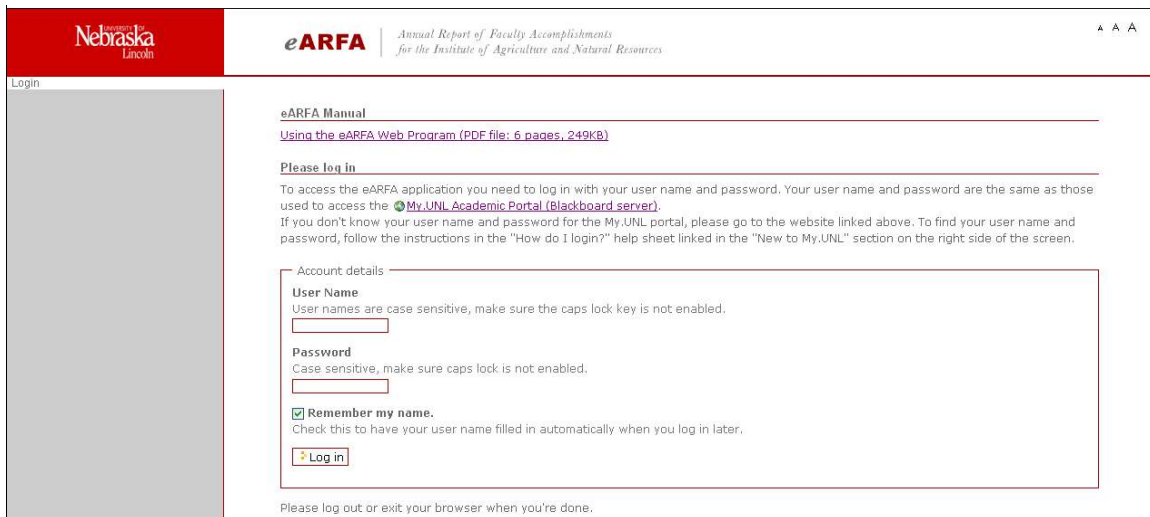 UNIVERSITY OF
Nebraska
Lincoln
eARFA
Annual Report of Faculty Accomplishments
for the Institute of Agriculture and Natural Resources
A A A
Login
eARFA Manual
Using the eARFA Web Program (PDF file: 6 pages, 249KB)
Please log in
To access the eARFA application you need to log in with your user name and password. Your user name and password are the same as those
used to access the My.UNL Academic Portal (Blackboard server).
If you don't know your user name and password for the My.UNL portal, please go to the website linked above. To find your user name and
password, follow the instructions in the "How do I login?" help sheet linked in the "New to My.UNL" section on the right side of the screen.
Account details
User Name
User names are case sensitive, make sure the caps lock key is not enabled.
Password
Case sensitive, make sure caps lock is not enabled.
Remember my name.
Check this to have your user name filled in automatically when you log in later.
Log in
Please log out or exit your browser when you're done.